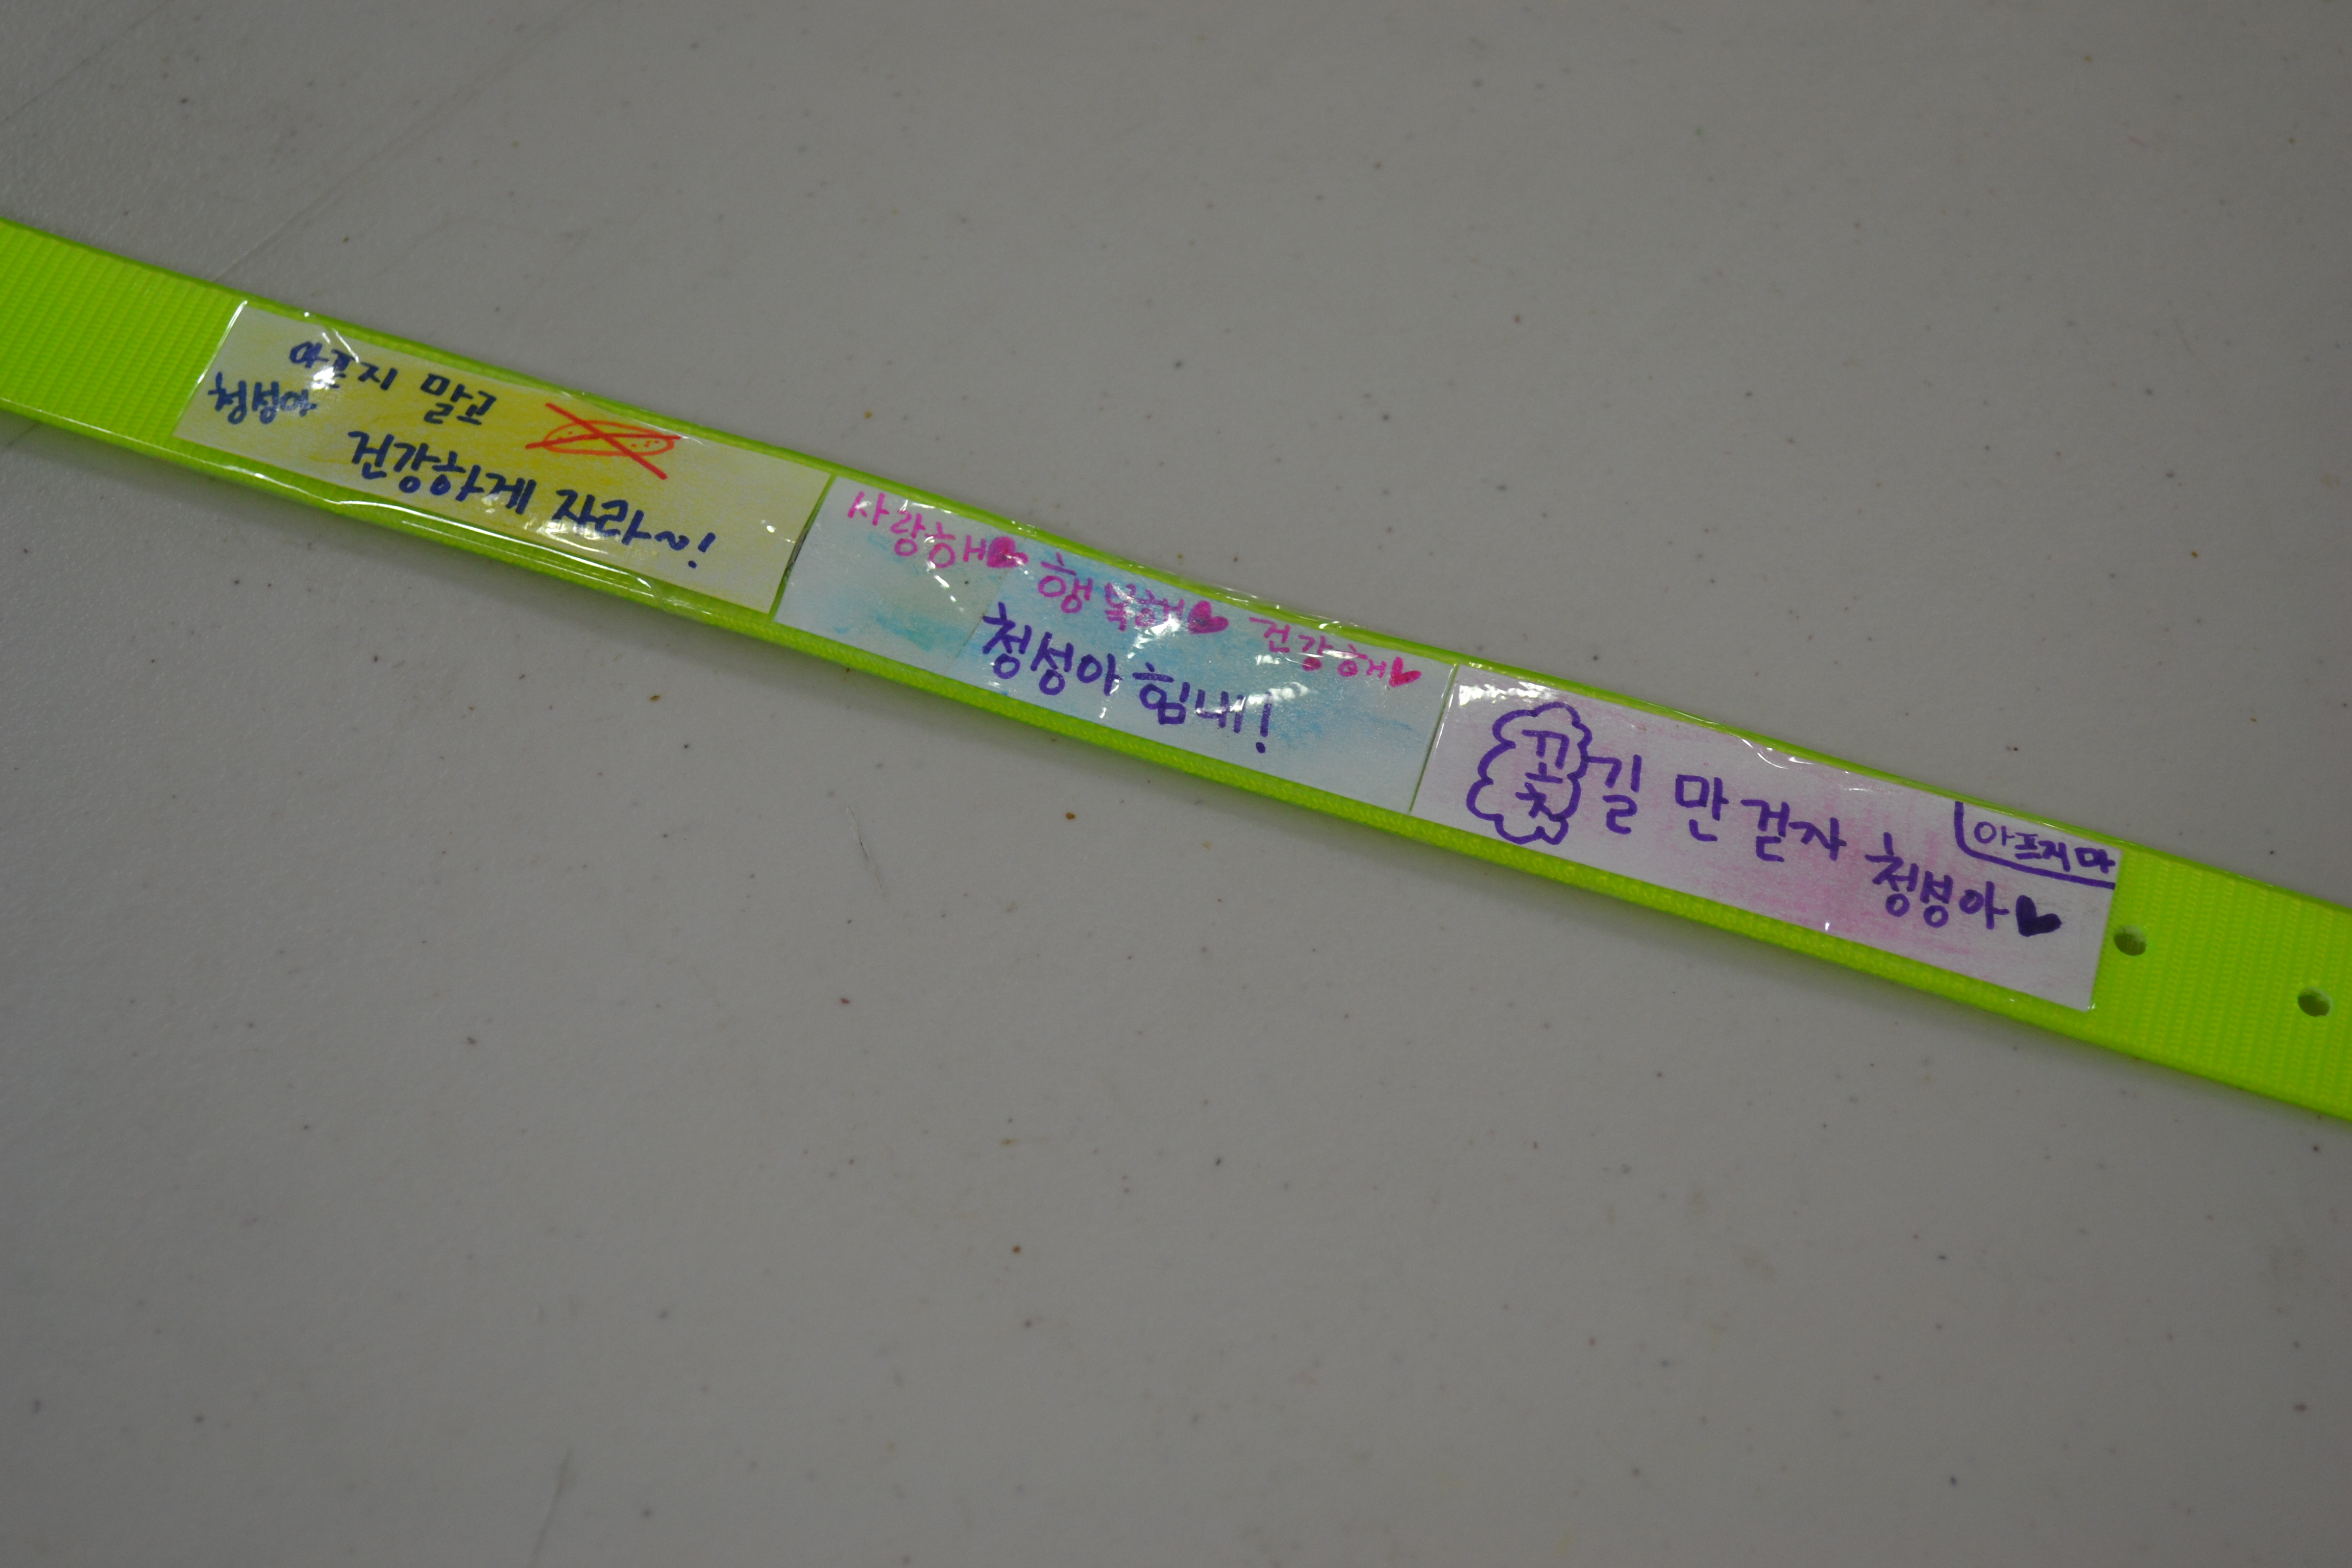 아프지 말고
청성아
건강하게 자라~!
사랑해♥ 행복해♥ 건강해♥
청성아 힘내!
꽃길만 걷자
아프지마
청성아♥